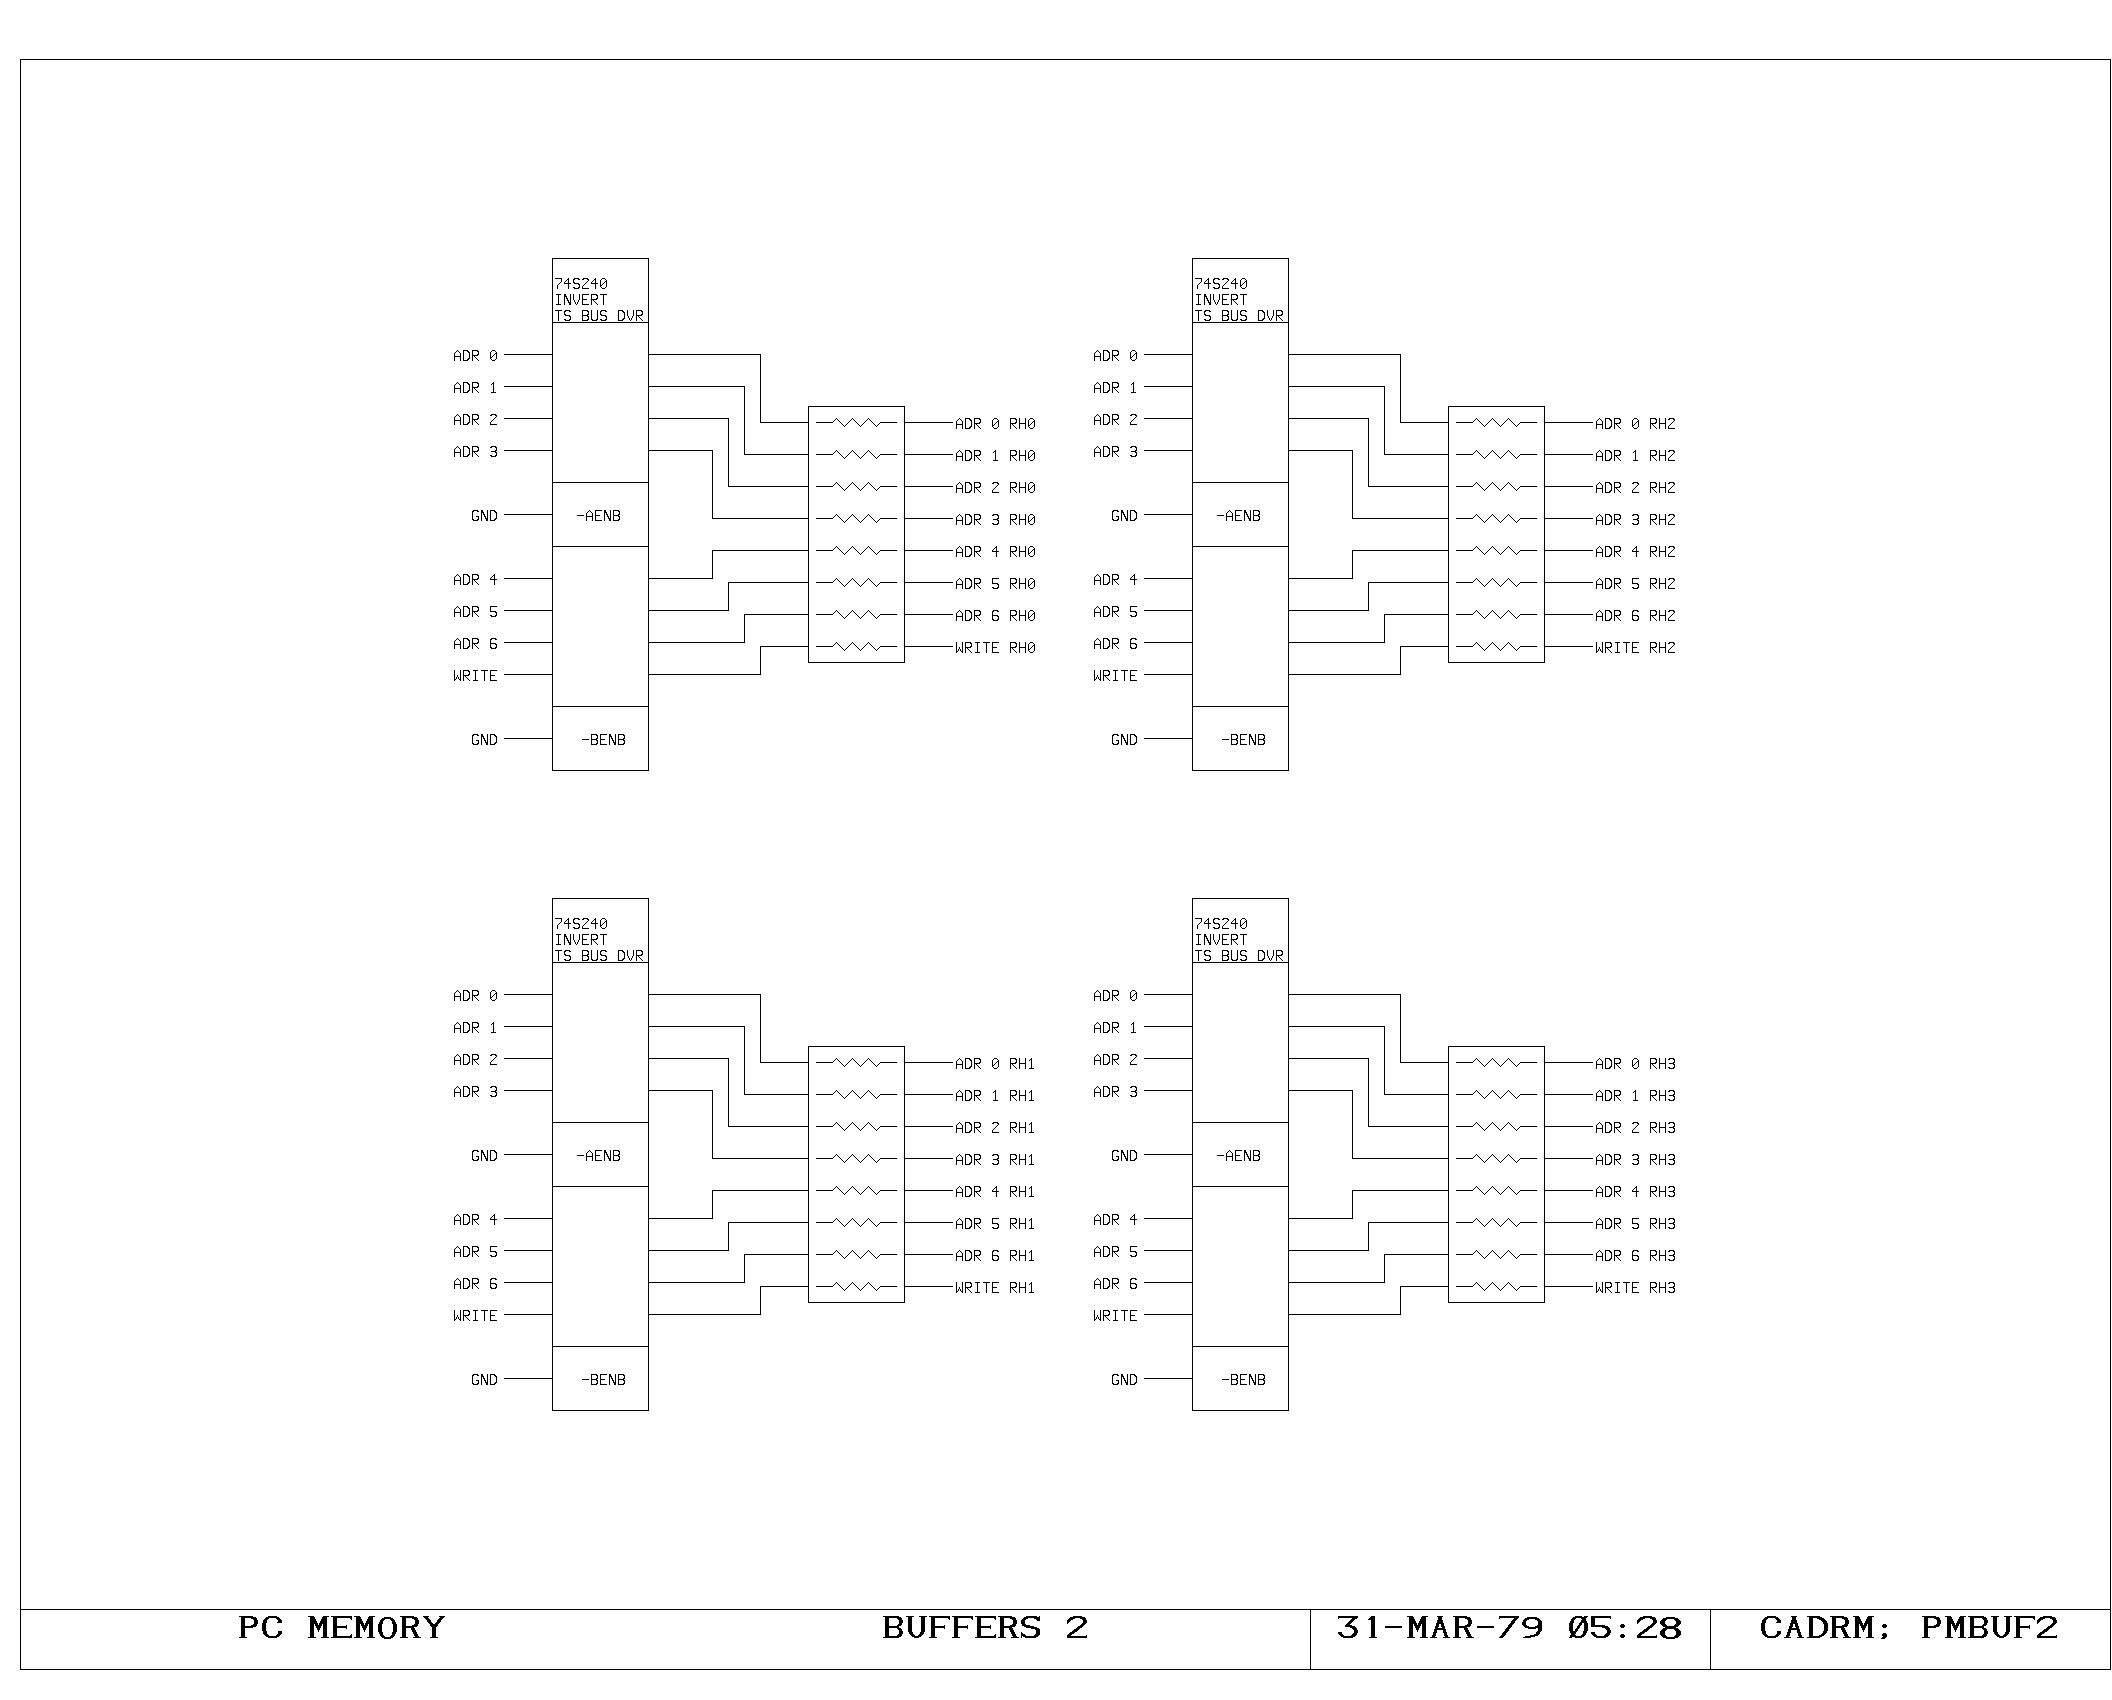 74S240
INVERT
TS BUS DVR
ADR 0
ADR 1
ADR 2
ADR 3
GND
-AENB
ADR 4
ADR 5
ADR 6
WRITE
GND
-BENB
ADR 0 RH0
ADR 1 RH0
ADR 2 RH0
ADR 3 RH0
ADR 4 RH0
ADR 5 RH0
ADR 6 RH0
WRITE RH0
74S240
INVERT
TS BUS DVR
ADR 0
ADR 1
ADR 2
ADR 3
GND
-AENB
ADR 4
ADR 5
ADR 6
WRITE
GND
-BENB
ADR 0 RH2
ADR 1 RH2
ADR 2 RH2
ADR 3 RH2
ADR 4 RH2
ADR 5 RH2
ADR 6 RH2
WRITE RH2
74S240
INVERT
TS BUS DVR
ADR 0
ADR 1
ADR 2
ADR 3
GND
-AENB
ADR 4
ADR 5
ADR 6
WRITE
GND
-BENB
ADR 0 RH1
ADR 1 RH1
ADR 2 RH1
ADR 3 RH1
ADR 4 RH1
ADR 5 RH1
ADR 6 RH1
WRITE RH1
74S240
INVERT
TS BUS DVR
ADR 0
ADR 1
ADR 2
ADR 3
GND
-AENB
ADR 4
ADR 5
ADR 6
WRITE
GND
-BENB
ADR 0 RH3
ADR 1 RH3
ADR 2 RH3
ADR 3 RH3
ADR 4 RH3
ADR 5 RH3
ADR 6 RH3
WRITE RH3
PC MEMORY
BUFFERS 2
31-MAR-79 05:28
CADRM; PMBUF2